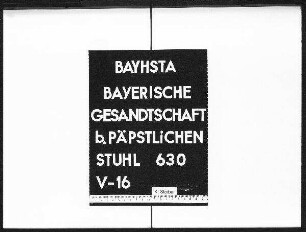 BAYHSTA
BAYERISCHE
GESANDTSCHAFT
b. PÄPSTLiCHEN
STUHL 630
V-16